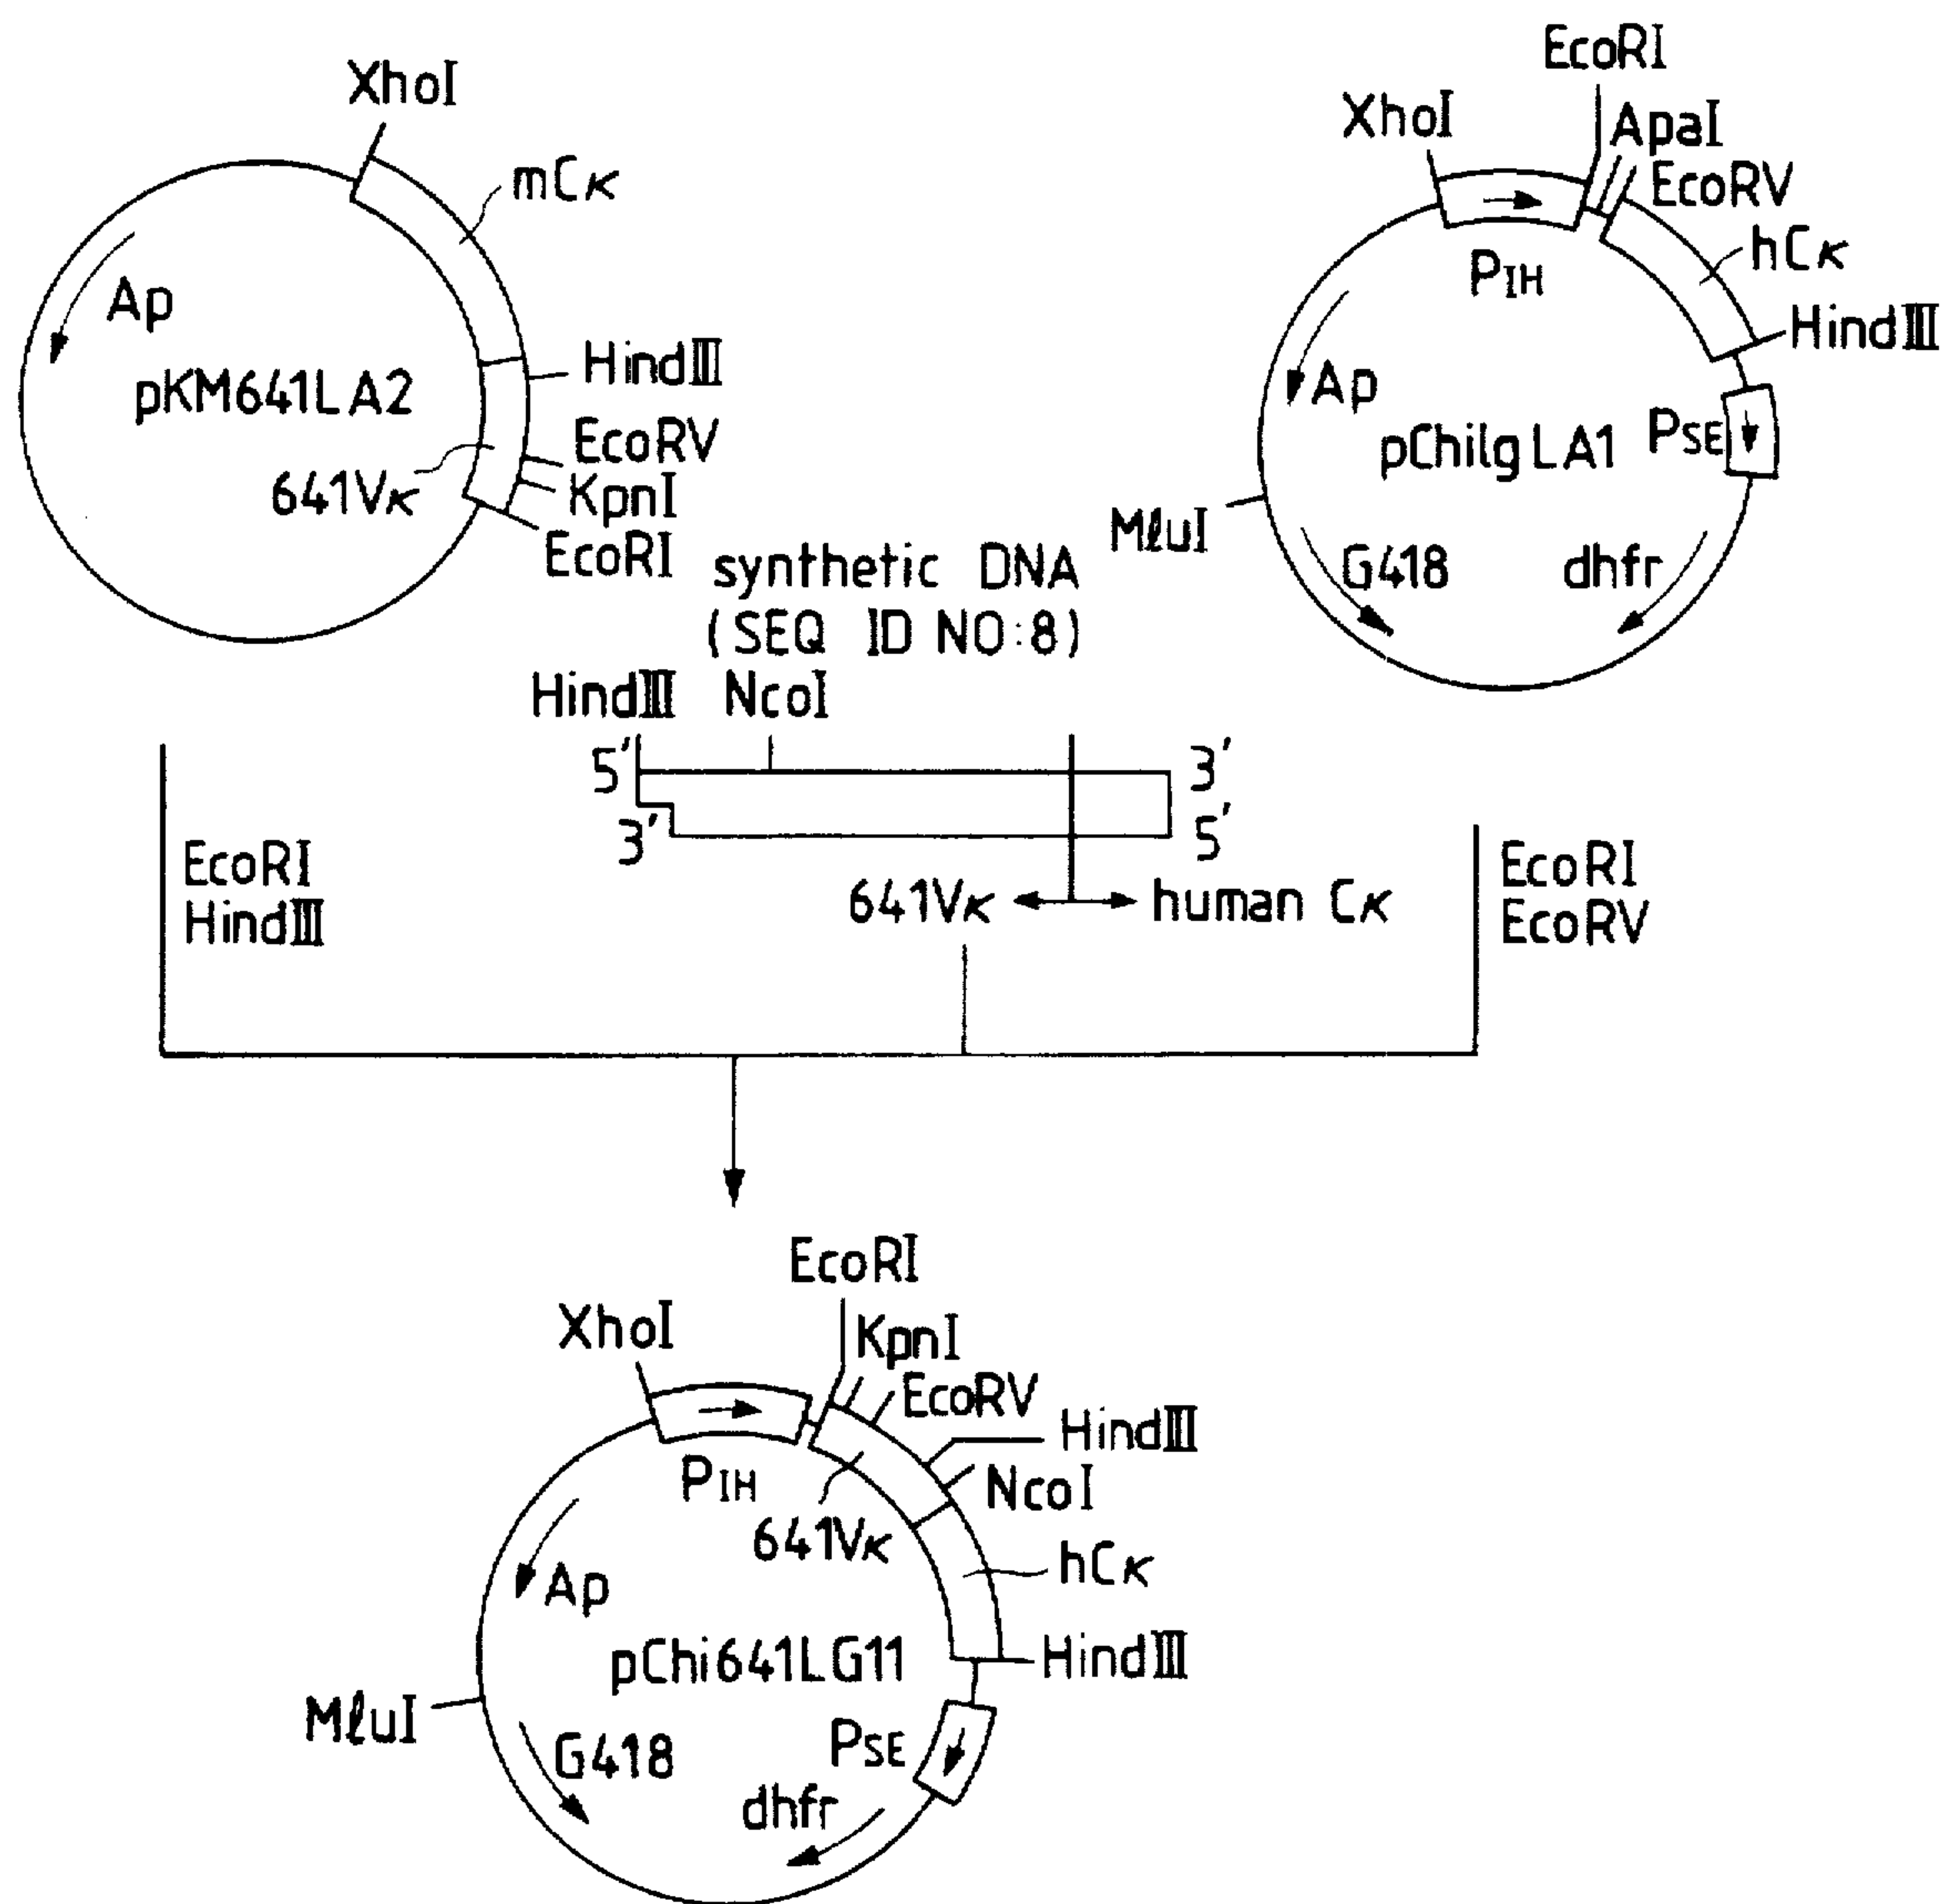 XhoI
mCκ
Ap
pKM641LA2
HindIII
EcoRV
641Vκ
KpnI
EcoRI
EcoRI
XhoI
ApaI
EcoRV
PIH
hCκ
HindIII
Ap
pChiIgLA1
PSE
MluI
G418
dhfr
synthetic DNA
(SEQ ID NO:8)
HindIII NcoI
5' 3'
3' 5'
641Vκ human Cκ
EcoRI
HindIII
EcoRI
EcoRV
EcoRI
XhoI
KpnI
EcoRV
HindIII
NcoI
PIH
641Vκ
hCκ
Ap
pChi641LG11
HindIII
MluI
G418
PSE
dhfr